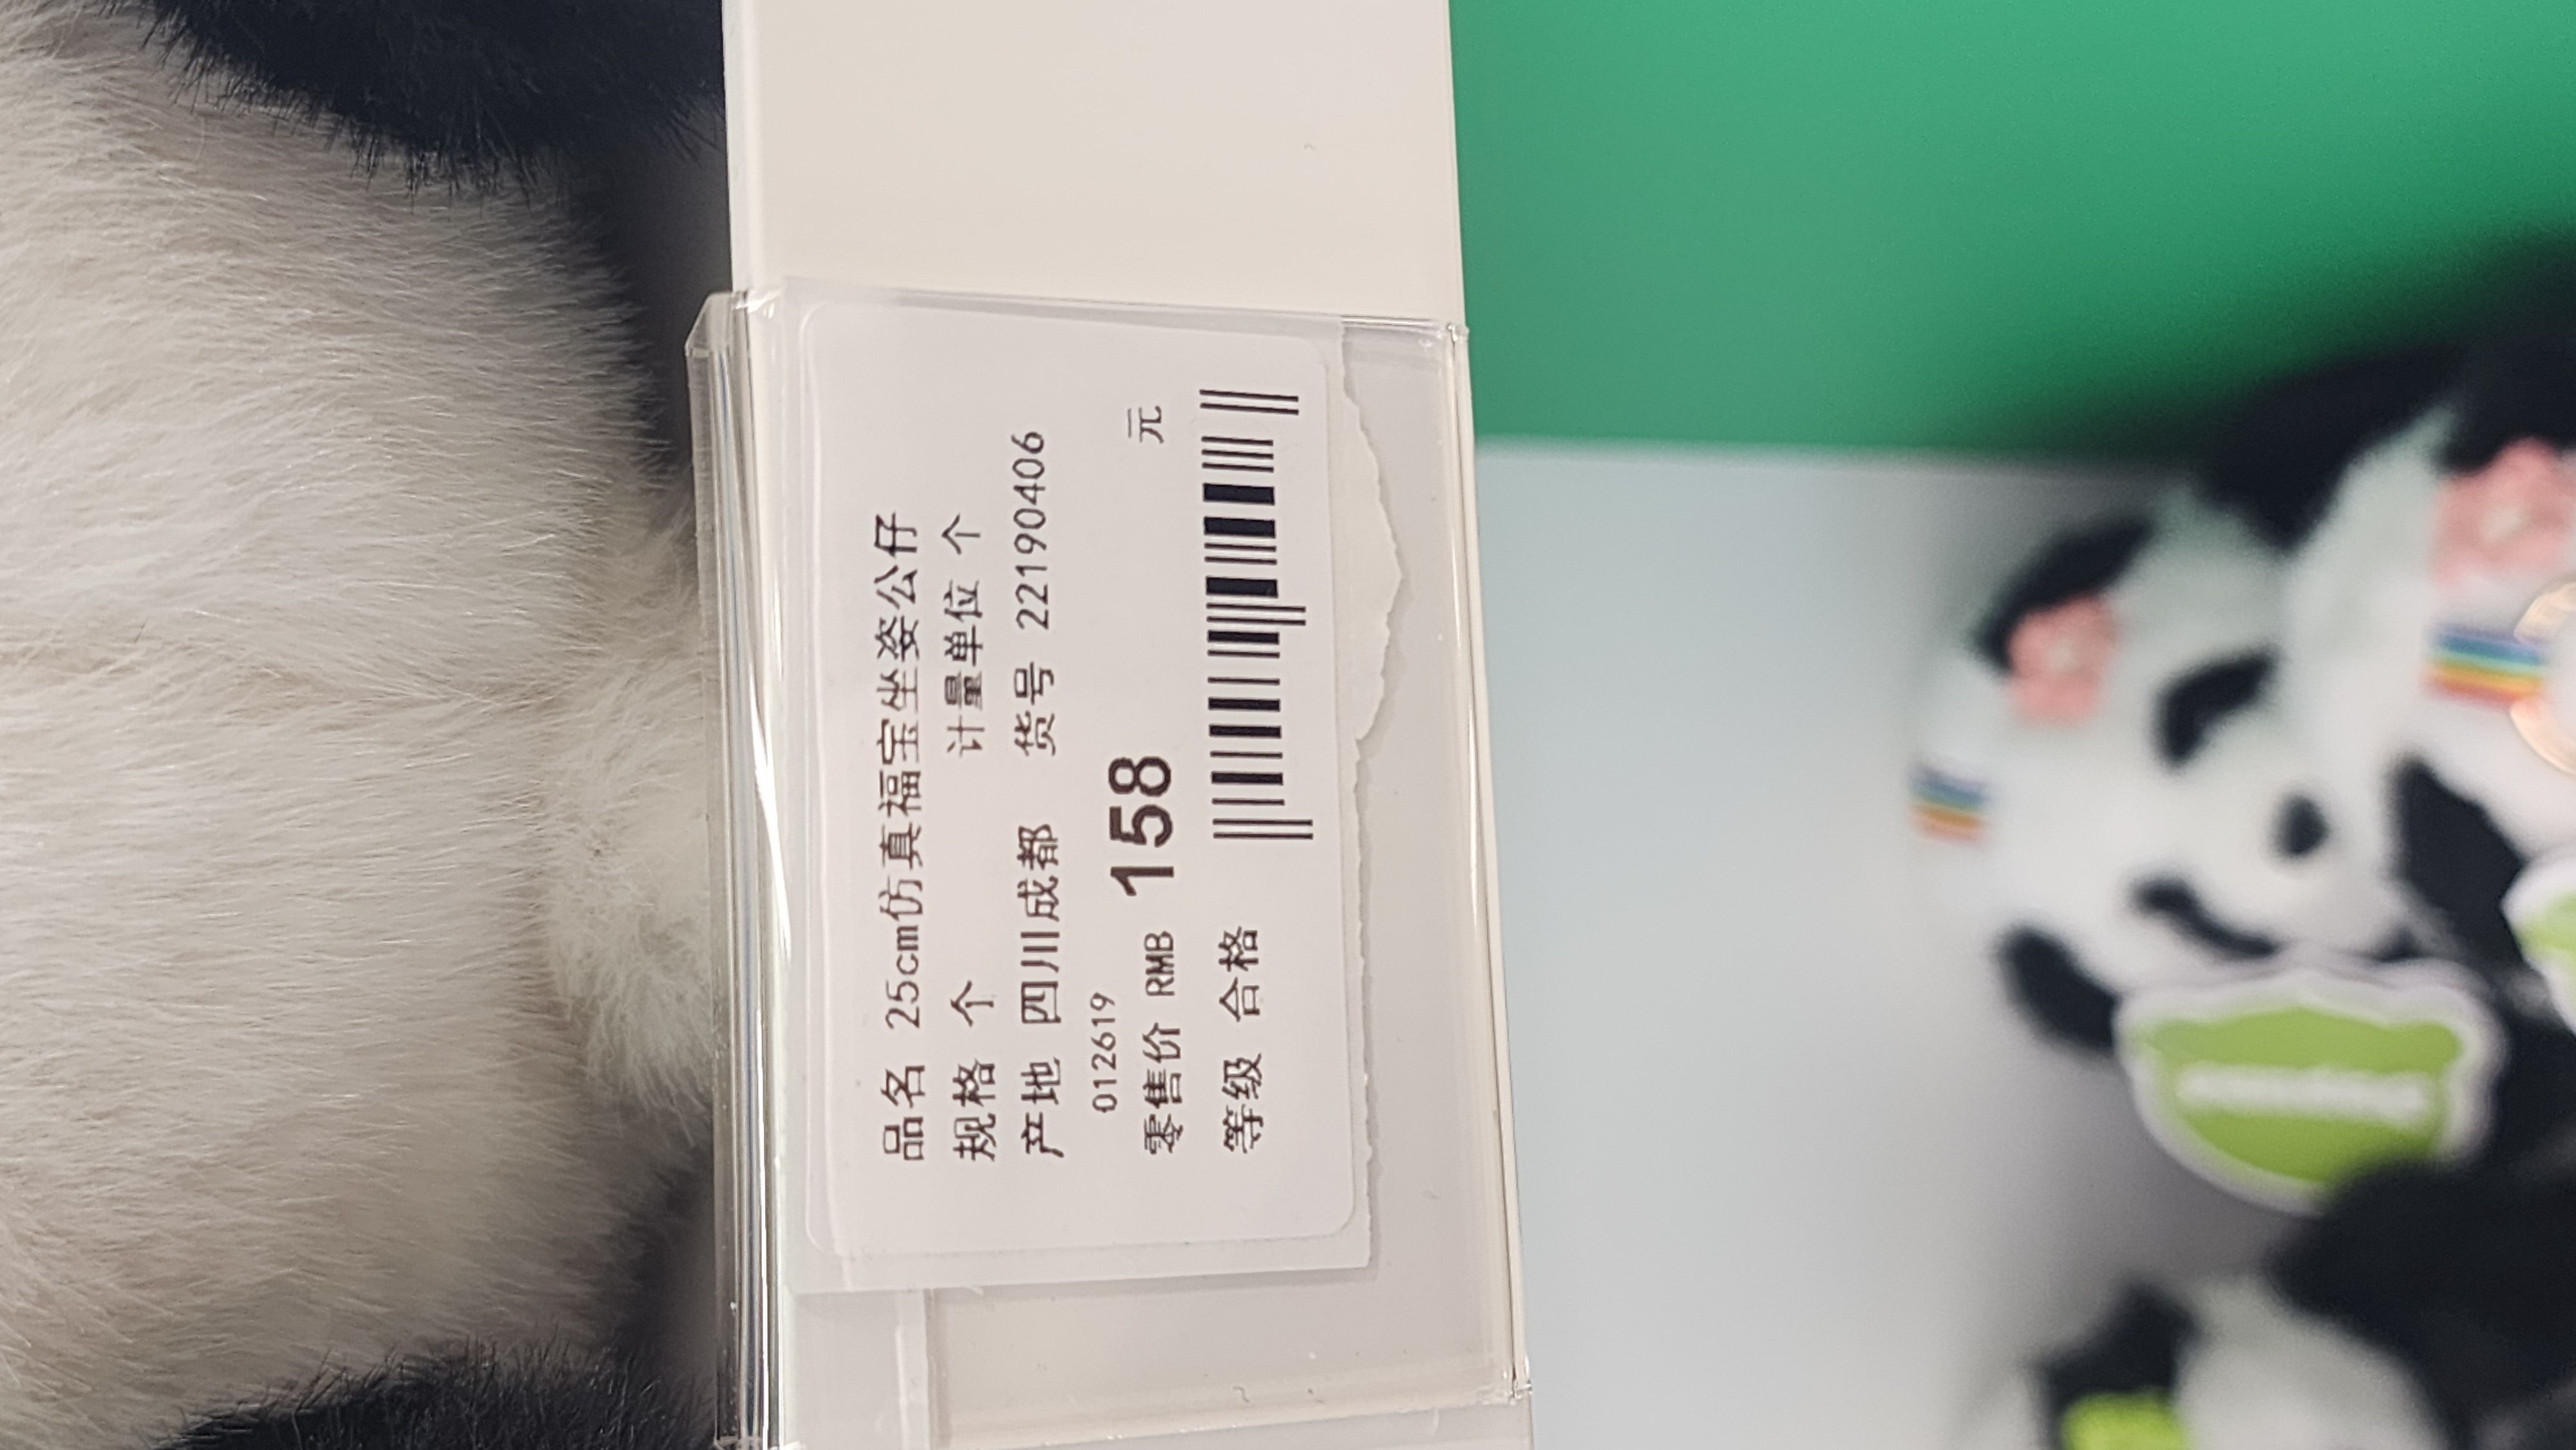 品名 25cm仿真福宝坐姿公仔
规格 个 计量单位 个
产地 四川成都 货号 22190406
012619
零售价 RMB 158 元
等级 合格